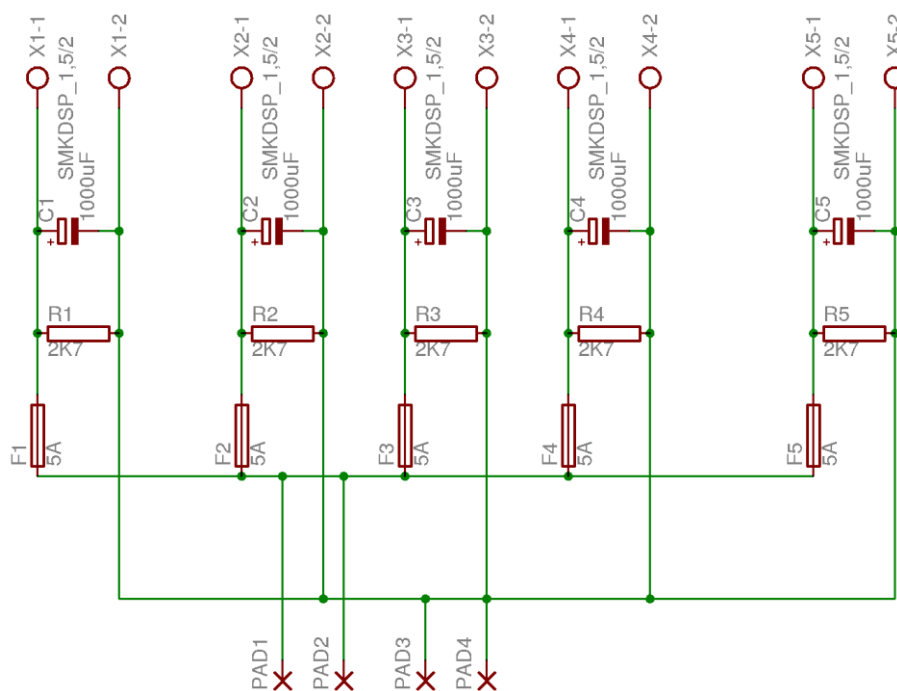 X1-1
X1-2
X2-1
X2-2
X3-1
X3-2
X4-1
X4-2
X5-1
X5-2
SMKDSP_1,5/2
SMKDSP_1,5/2
SMKDSP_1,5/2
SMKDSP_1,5/2
SMKDSP_1,5/2
C1
1000uF
C2
1000uF
C3
1000uF
C4
1000uF
C5
1000uF
+
+
+
+
+
R1
R2
R3
R4
R5
2K7
2K7
2K7
2K7
2K7
F1
5A
F2
5A
F3
5A
F4
5A
F5
5A
PAD1
PAD2
PAD3
PAD4